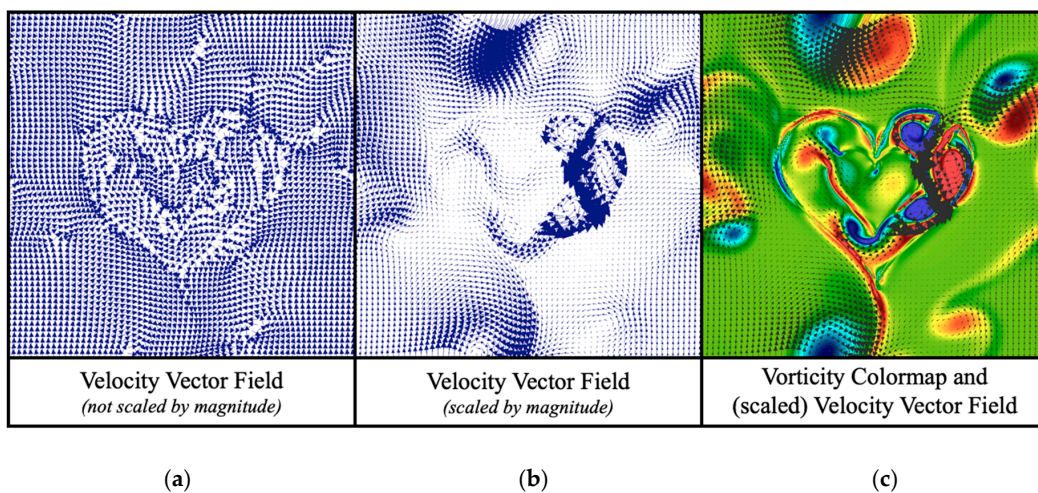 Velocity Vector Field
(not scaled by magnitude)
Velocity Vector Field
(scaled by magnitude)
Vorticity Colormap and
(scaled) Velocity Vector Field
(a)
(b)
(c)